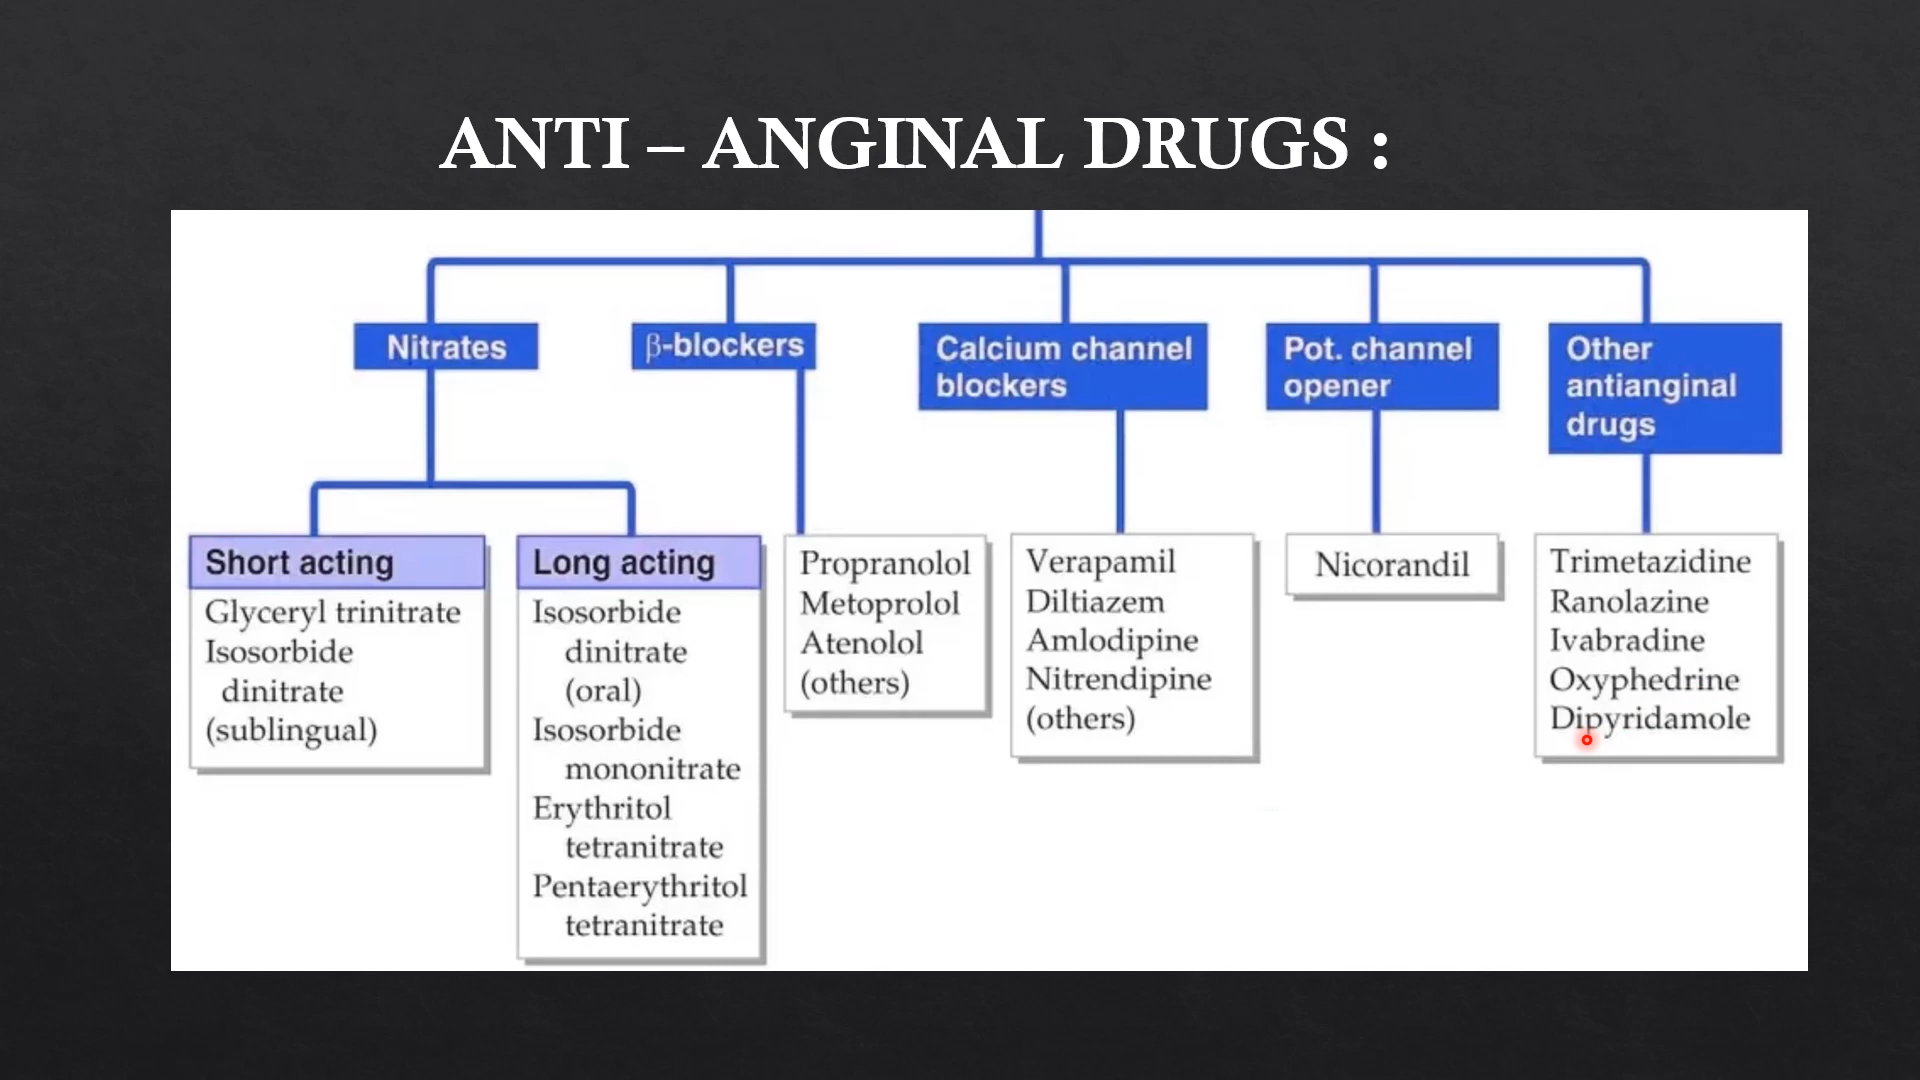 ANTI – ANGINAL DRUGS :
Nitrates
β-blockers
Calcium channel
blockers
Pot. channel
opener
Other
antianginal
drugs
Short acting
Glyceryl trinitrate
Isosorbide
dinitrate
(sublingual)
Long acting
Isosorbide
dinitrate
(oral)
Isosorbide
mononitrate
Erythritol
tetranitrate
Pentaerythritol
tetranitrate
Propranolol
Metoprolol
Atenolol
(others)
Verapamil
Diltiazem
Amlodipine
Nitrendipine
(others)
Nicorandil
Trimetazidine
Ranolazine
Ivabradine
Oxyphedrine
Dipyridamole